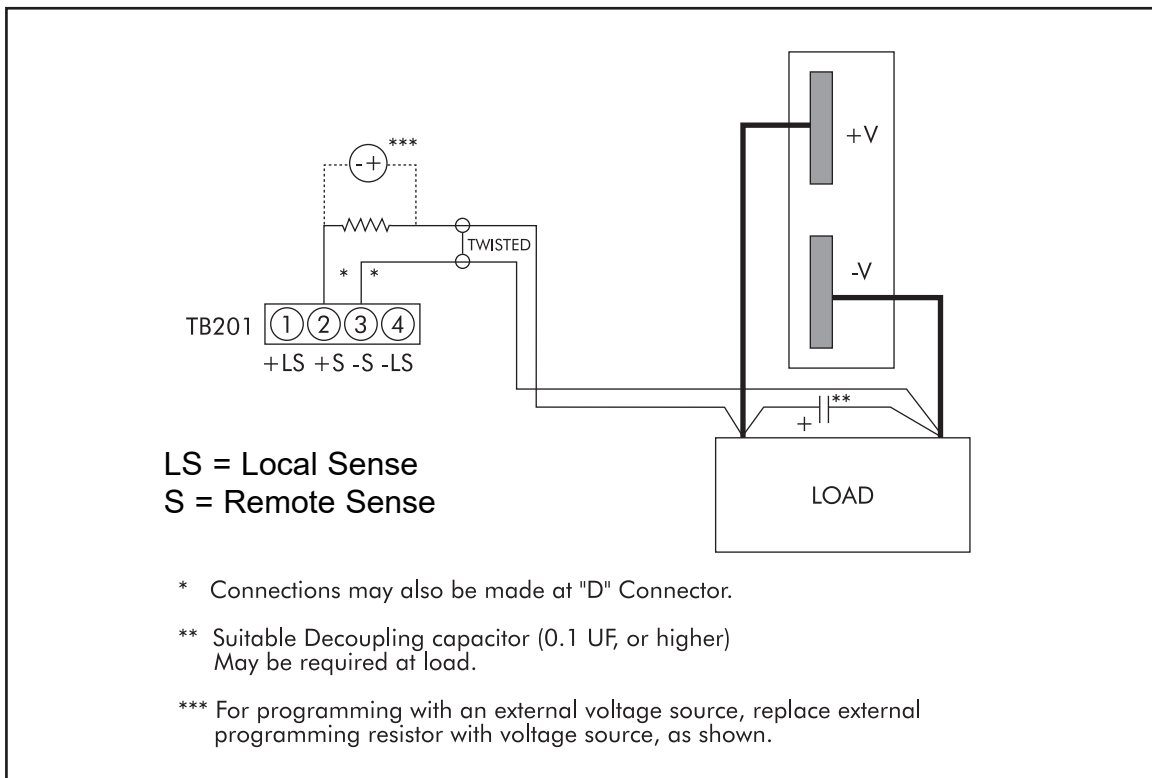 - + ***
+V
TWISTED
-V
* *
TB201 1 2 3 4
+LS +S -S -LS
**
+
LS = Local Sense
S = Remote Sense
LOAD
* Connections may also be made at "D" Connector.
** Suitable Decoupling capacitor (0.1 UF, or higher)
May be required at load.
*** For programming with an external voltage source, replace external
programming resistor with voltage source, as shown.